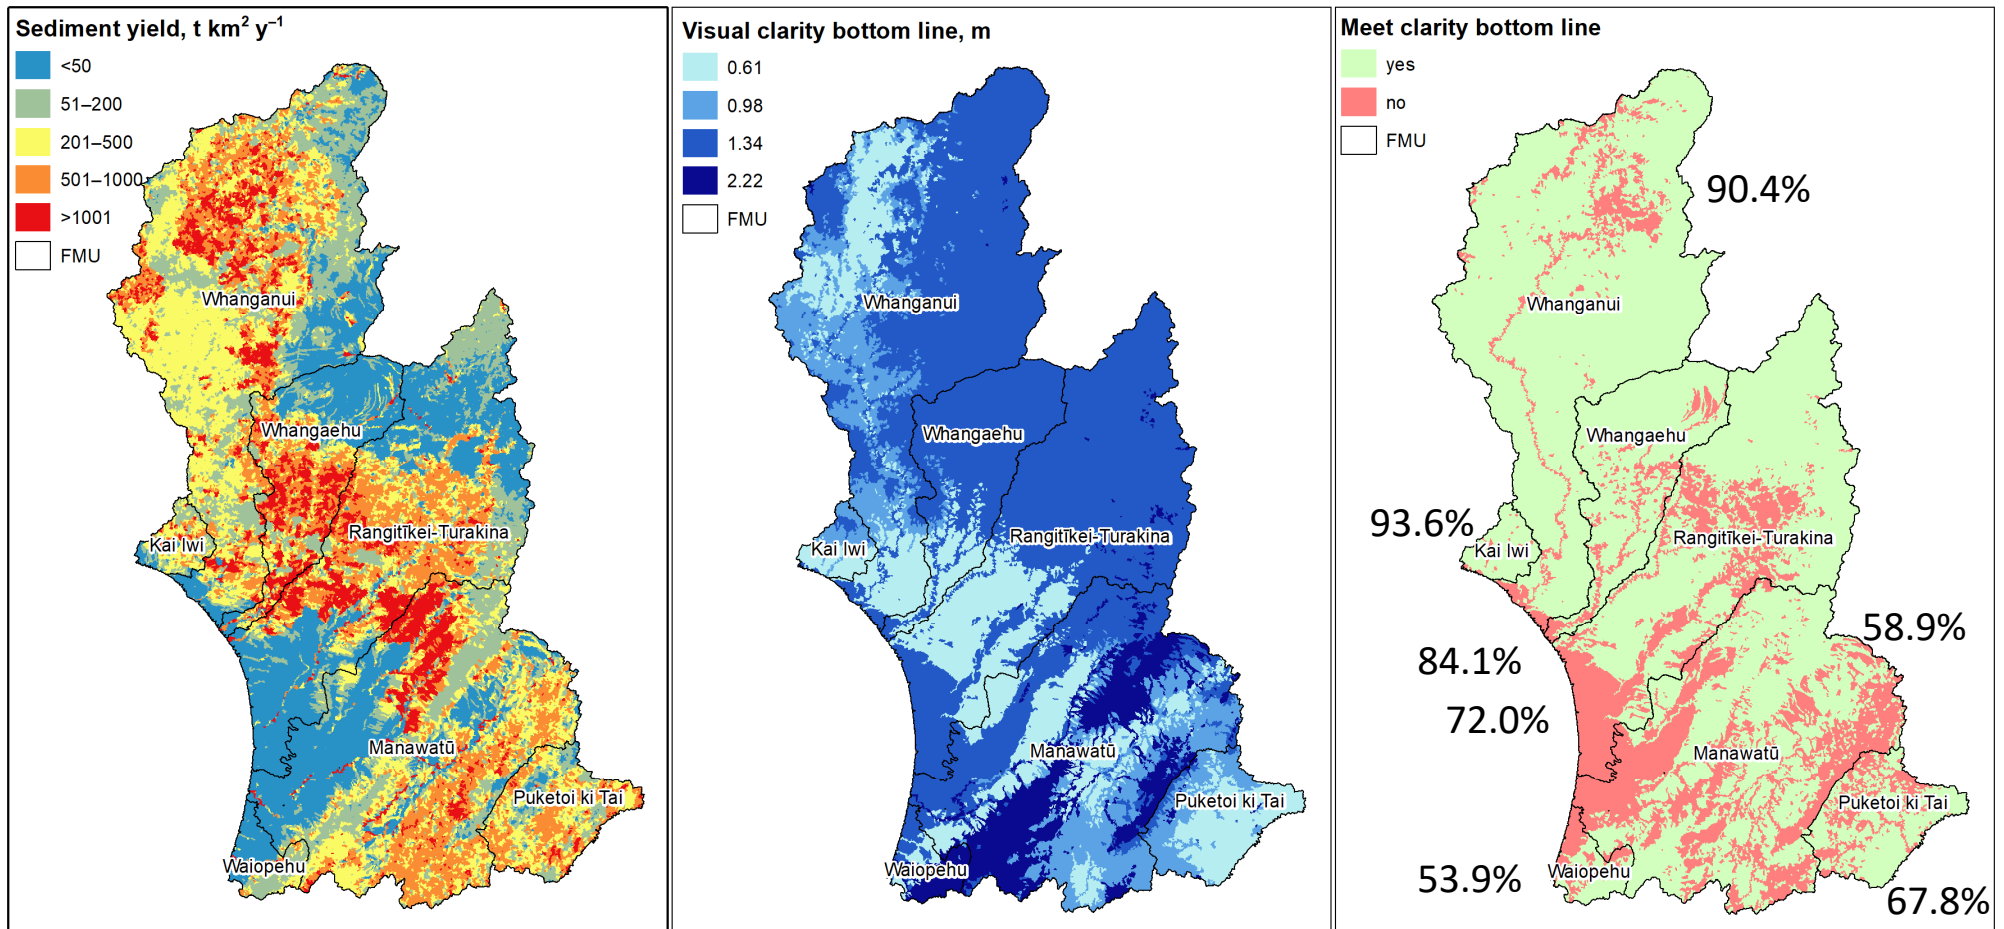 Sediment yield, t km² y⁻¹
<50
51–200
201–500
501–1000
>1001
FMU
Whanganui
Whangaehu
Rangitīkei-Turakina
Kai Iwi
Manawatū
Puketoi ki Tai
Waiopehu
Visual clarity bottom line, m
0.61
0.98
1.34
2.22
FMU
Whanganui
Whangaehu
Rangitīkei-Turakina
Kai Iwi
Manawatū
Puketoi ki Tai
Waiopehu
Meet clarity bottom line
yes
no
FMU
90.4%
Whanganui
Whangaehu
93.6%
Rangitīkei-Turakina
Kai Iwi
58.9%
84.1%
72.0%
Manawatū
Puketoi ki Tai
53.9%
Waiopehu
67.8%